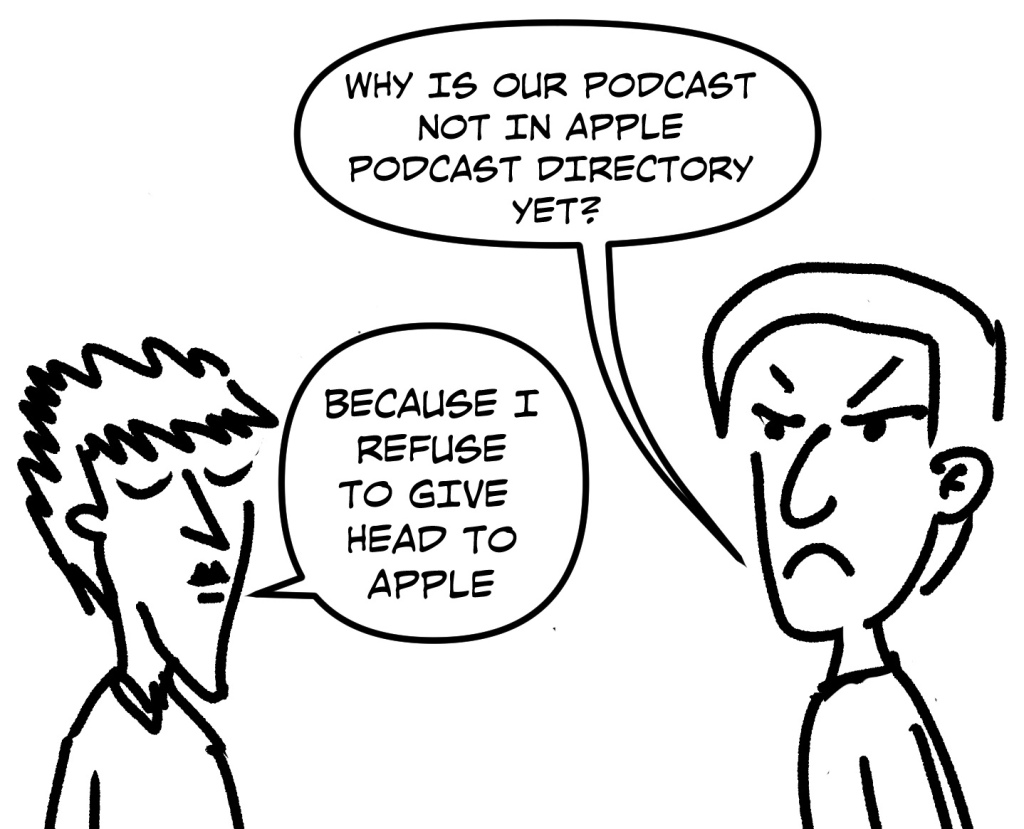 WHY IS OUR PODCAST
NOT IN APPLE
PODCAST DIRECTORY
YET?
BECAUSE I
REFUSE
TO GIVE
HEAD TO
APPLE